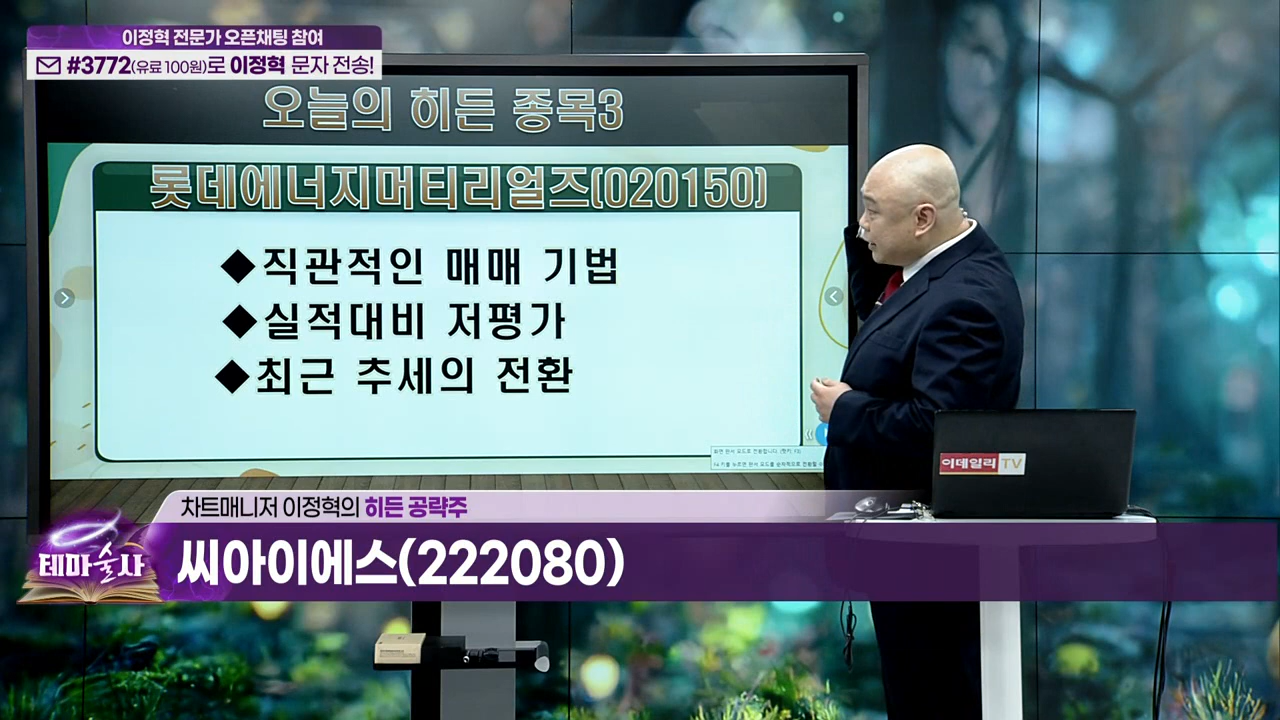 이정혁 전문가 오픈채팅 참여
#3772(유료 100원)로 이정혁 문자 전송!
오늘의 히든 종목3
롯데에너지머티리얼즈(020150)
◆직관적인 매매 기법
◆실적대비 저평가
◆최근 추세의 전환
이데일리 TV
차트매니저 이정혁의 히든 공략주
테마술사
씨아이에스(222080)